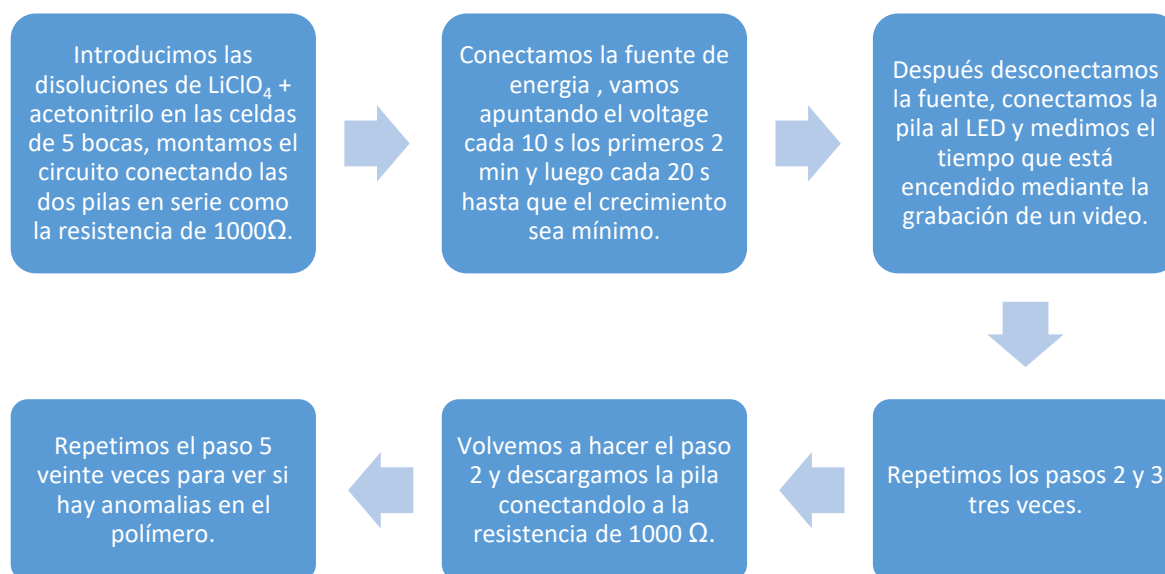 Introducimos las
disoluciones de LiClO₄ +
acetonitrilo en las celdas
de 5 bocas, montamos el
circuito conectando las
dos pilas en serie como
la resistencia de 1000Ω.
Conectamos la fuente de
energia , vamos
apuntando el voltage
cada 10 s los primeros 2
min y luego cada 20 s
hasta que el crecimiento
sea mínimo.
Después desconectamos
la fuente, conectamos la
pila al LED y medimos el
tiempo que está
encendido mediante la
grabación de un video.
Repetimos los pasos 2 y 3
tres veces.
Volvemos a hacer el paso
2 y descargamos la pila
conectandolo a la
resistencia de 1000 Ω.
Repetimos el paso 5
veinte veces para ver si
hay anomalias en el
polímero.